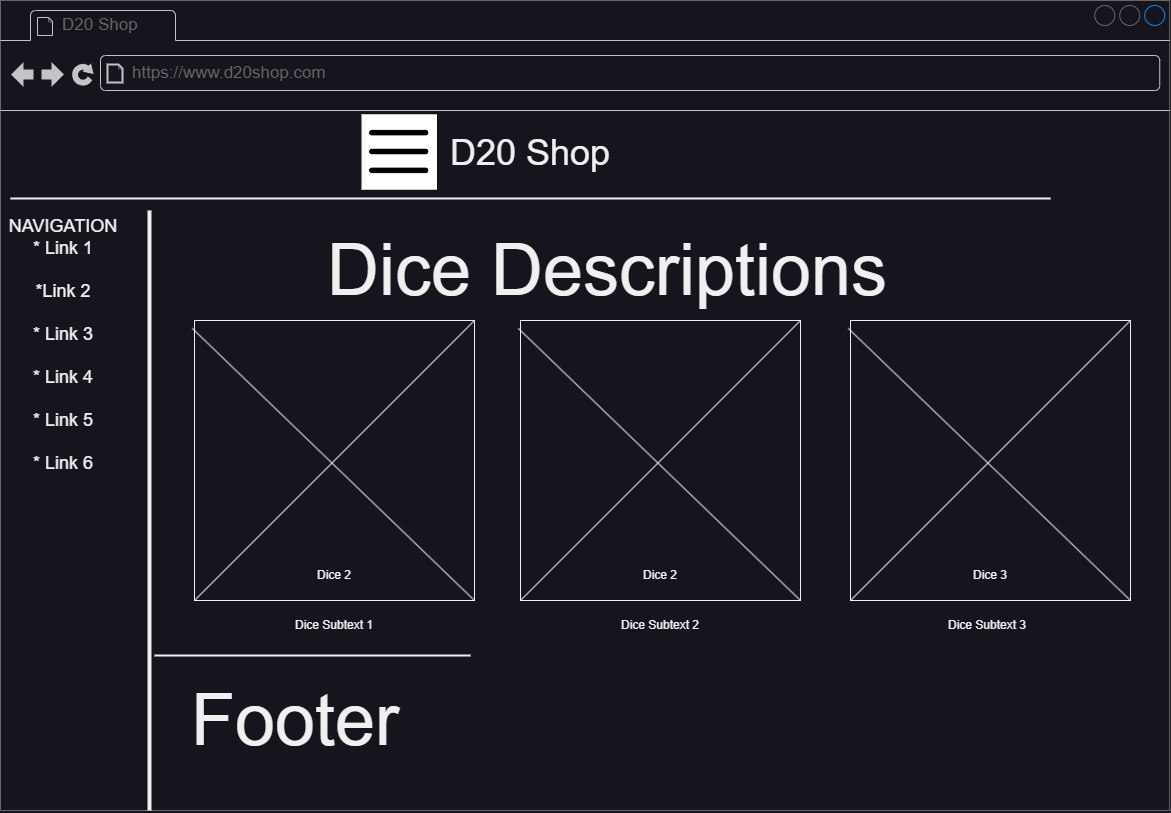 D20 Shop
https://www.d20shop.com
D20 Shop
NAVIGATION
* Link 1
*Link 2
* Link 3
* Link 4
* Link 5
* Link 6
Dice Descriptions
Dice 2
Dice 2
Dice 3
Dice Subtext 1
Dice Subtext 2
Dice Subtext 3
Footer